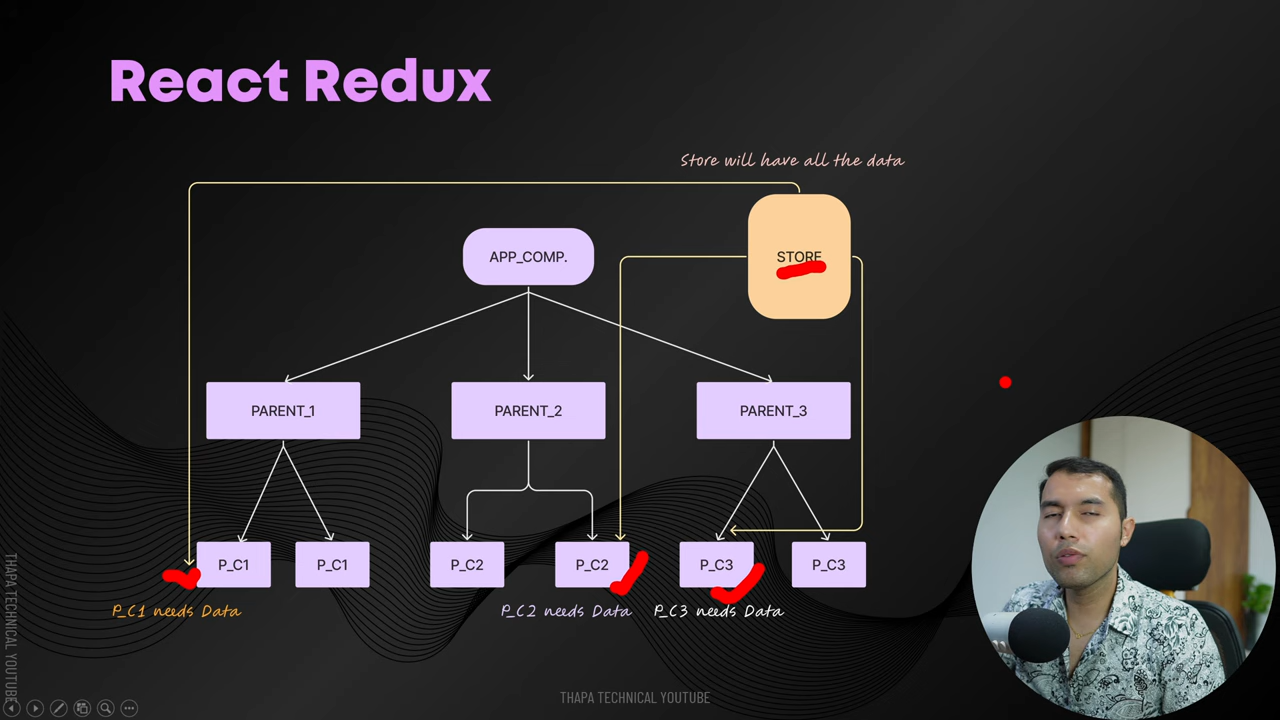 React Redux
Store will have all the data
APP_COMP.
STORE
PARENT_1
PARENT_2
PARENT_3
P_C1
P_C1
P_C2
P_C2
P_C3
P_C3
P_C1 needs Data
P_C2 needs Data
P_C3 needs Data
THAPA TECHNICAL YOUTUBE
THAPA TECHNICAL YOUTUBE